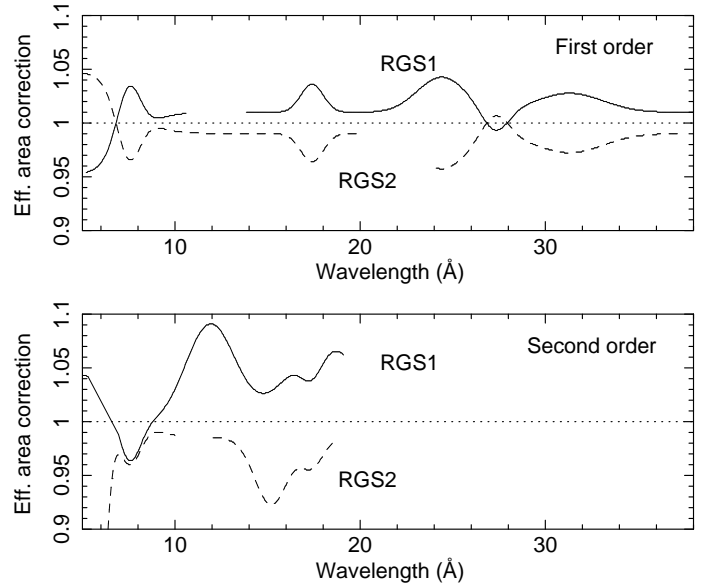 1.1
1.05
1
0.95
0.9
Eff. area correction
First order
RGS1
RGS2
10
20
30
Wavelength (Å)
1.1
1.05
1
0.95
0.9
Eff. area correction
Second order
RGS1
RGS2
10
20
30
Wavelength (Å)